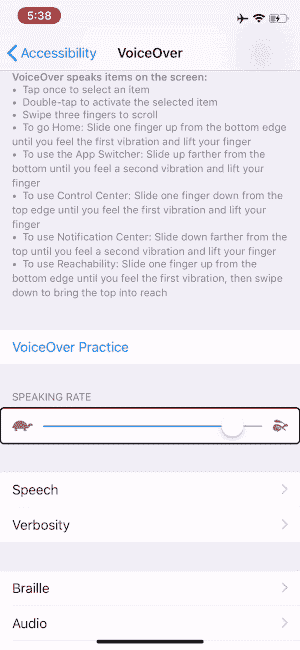 5:38
Accessibility VoiceOver
VoiceOver speaks items on the screen:
• Tap once to select an item
• Double-tap to activate the selected item
• Swipe three fingers to scroll
• To go Home: Slide one finger up from the bottom edge
until you feel the first vibration and lift your finger
• To use the App Switcher: Slide up farther from the
bottom until you feel a second vibration and lift your
finger
• To use Control Center: Slide one finger down from the
top edge until you feel the first vibration and lift your
finger
• To use Notification Center: Slide down farther from the
top until you feel a second vibration and lift your finger
• To use Reachability: Slide one finger up from the
bottom edge until you feel the first vibration, then swipe
down to bring the top into reach
VoiceOver Practice
SPEAKING RATE
Speech
Verbosity
Braille
Audio